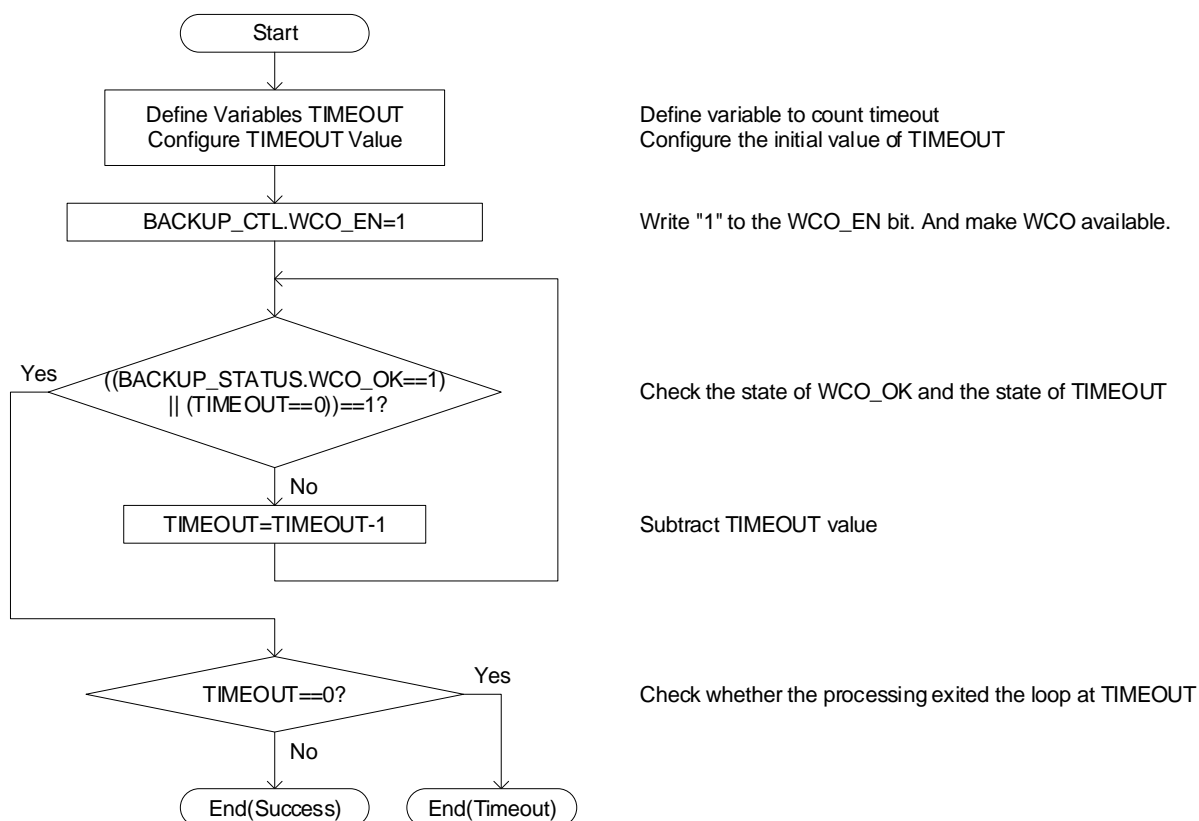 Start
Define Variables TIMEOUT
Configure TIMEOUT Value
Define variable to count timeout
Configure the initial value of TIMEOUT
BACKUP_CTL.WCO_EN=1
Write "1" to the WCO_EN bit. And make WCO available.
Yes
((BACKUP_STATUS.WCO_OK==1)
|| (TIMEOUT==0))==1?
Check the state of WCO_OK and the state of TIMEOUT
No
TIMEOUT=TIMEOUT-1
Subtract TIMEOUT value
TIMEOUT==0?
Yes
Check whether the processing exited the loop at TIMEOUT
No
End(Success)
End(Timeout)